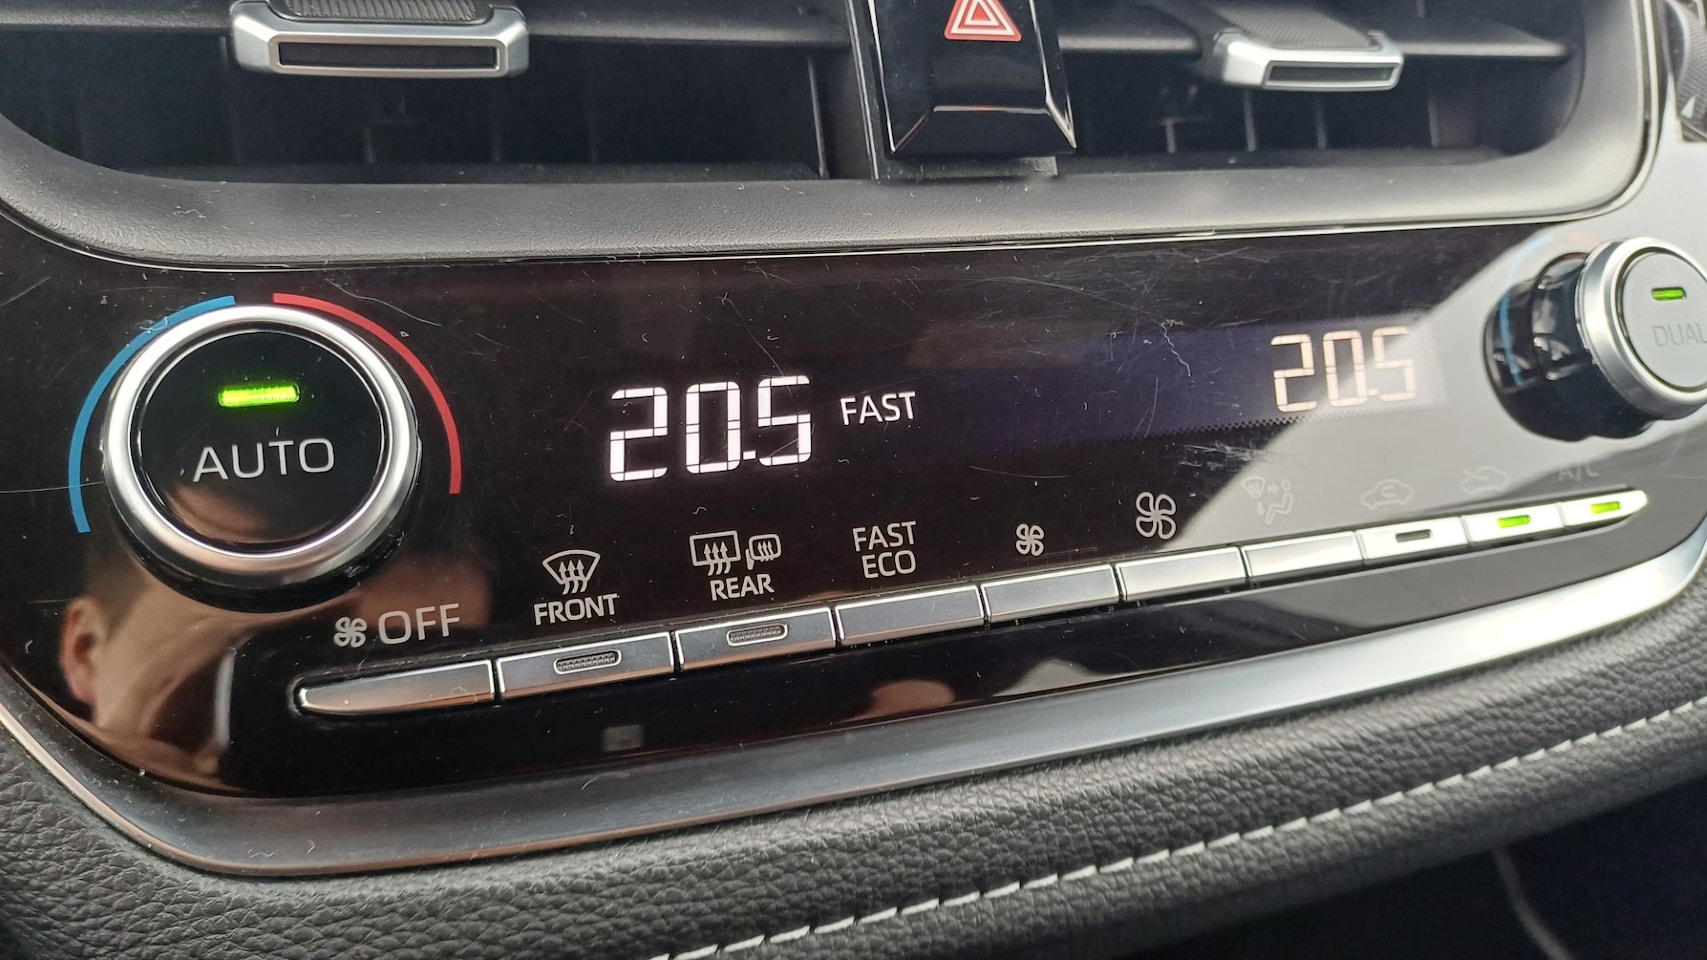 AUTO
20.5 FAST
20.5
DUAL
OFF
FRONT
REAR
FAST
ECO
A/C